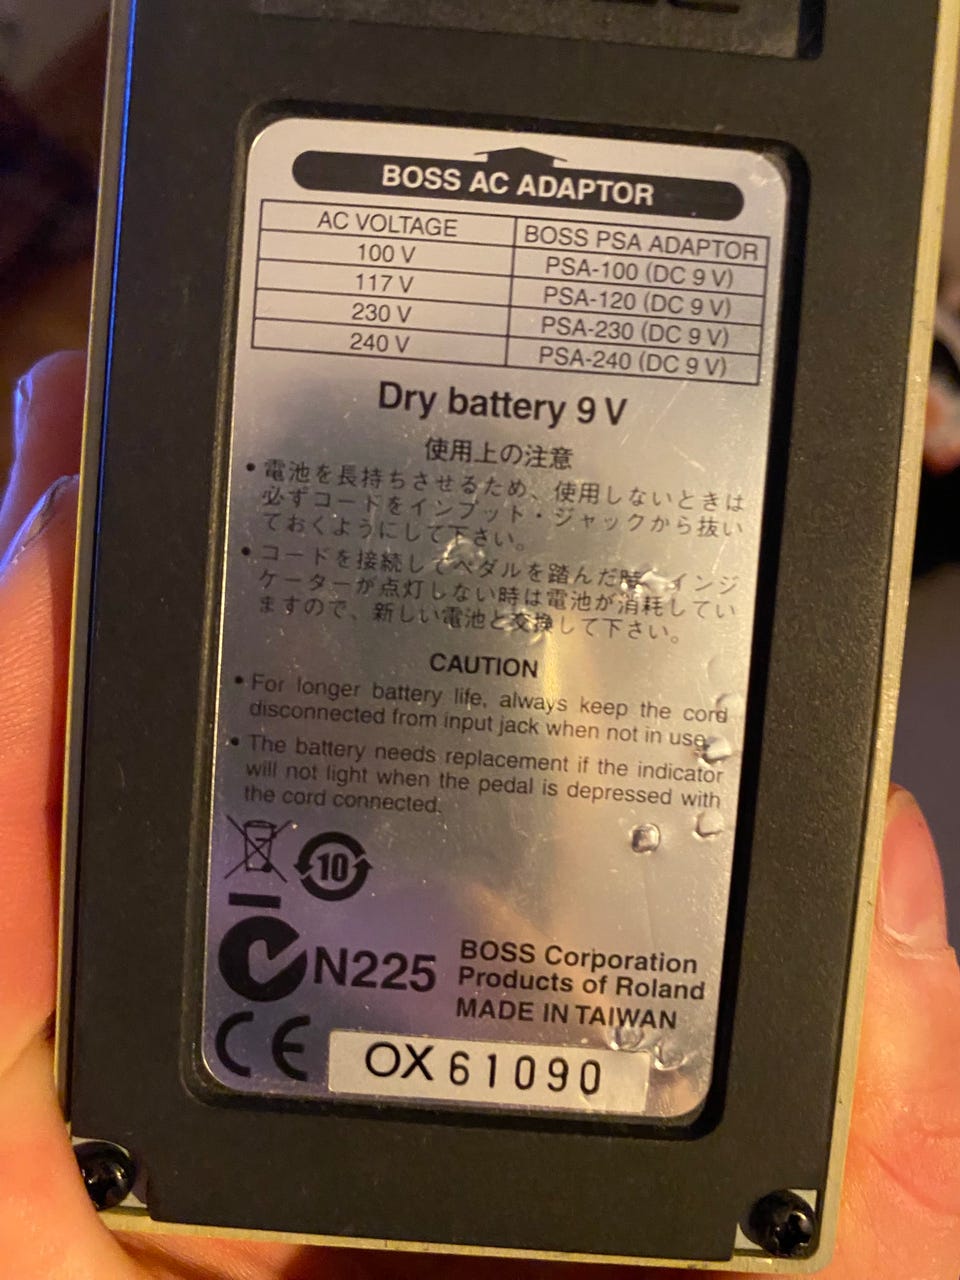 BOSS AC ADAPTOR
AC VOLTAGE BOSS PSA ADAPTOR
100 V PSA-100 (DC 9 V)
117 V PSA-120 (DC 9 V)
230 V PSA-230 (DC 9 V)
240 V PSA-240 (DC 9 V)
Dry battery 9 V
使用上の注意
• 電池を長持ちさせるため、使用しないときは
必ずコードをインプット・ジャックから抜い
ておくようにして下さい。
• コードを接続してペダルを踏んだ時、インジ
ケーターが点灯しない時は電池が消耗してい
ますので、新しい電池と交換して下さい。
CAUTION
• For longer battery life, always keep the cord
disconnected from input jack when not in use.
• The battery needs replacement if the indicator
will not light when the pedal is depressed with
the cord connected.
10
N225
BOSS Corporation
Products of Roland
MADE IN TAIWAN
CE
OX61090